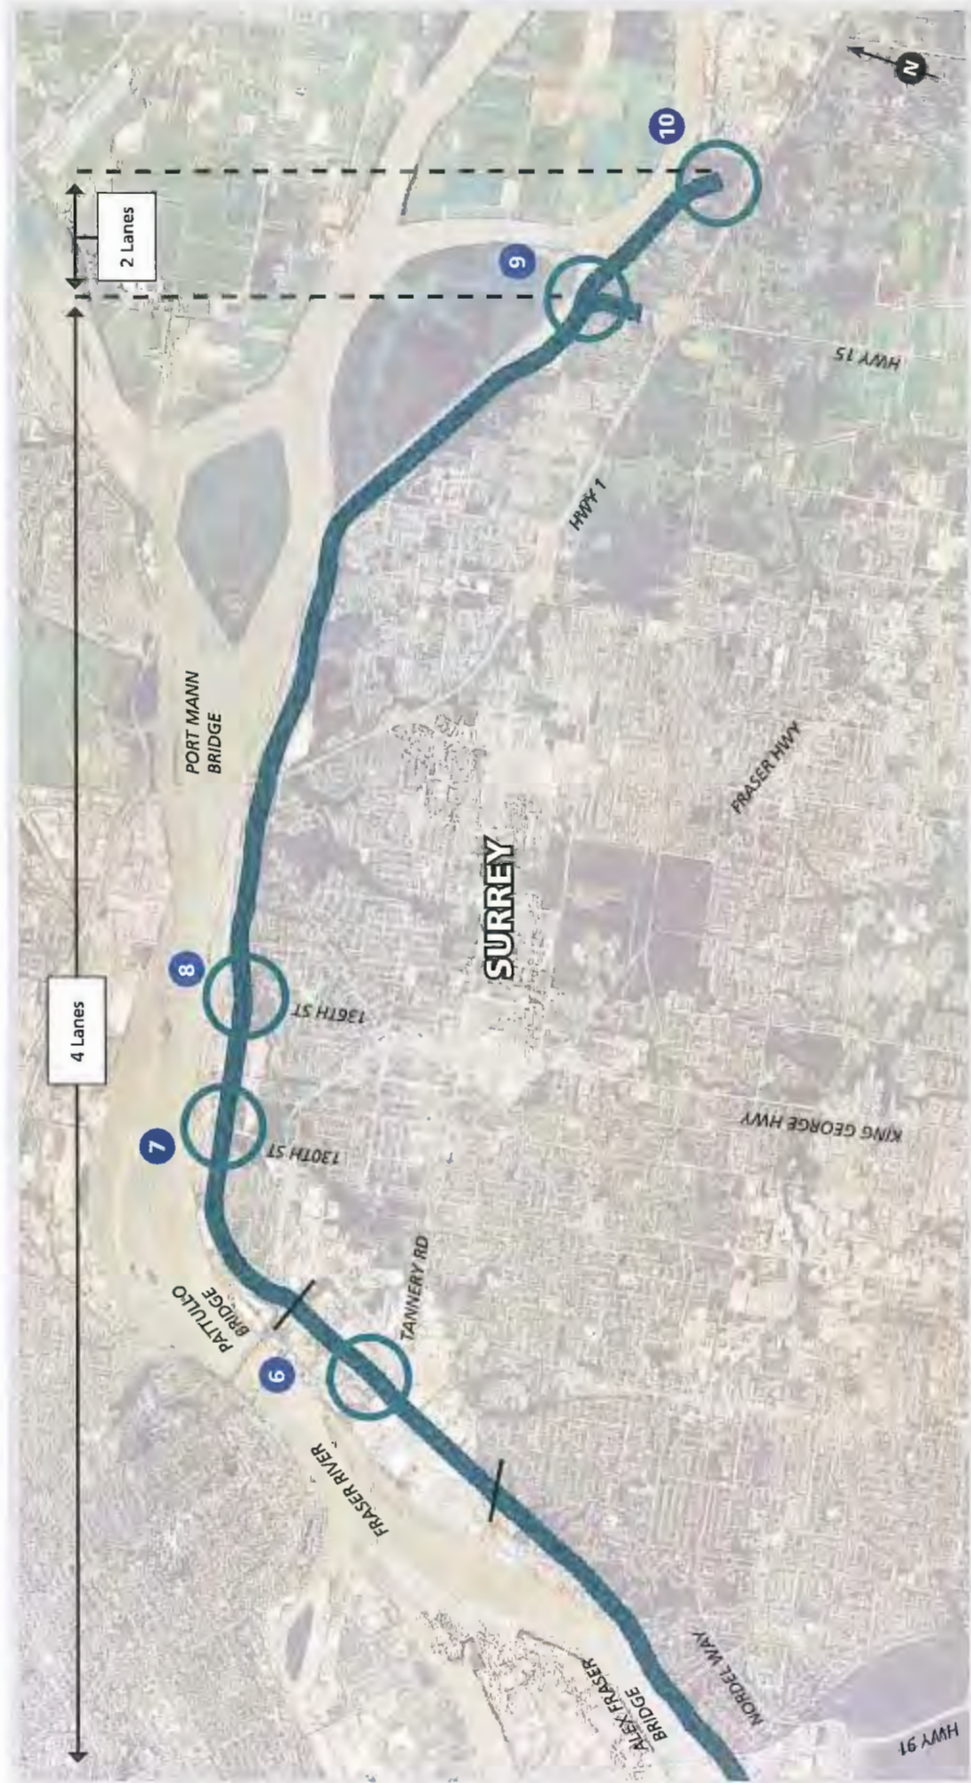 4 Lanes
2 Lanes
PORT MANN
BRIDGE
8
7
PATTULLO
BRIDGE
6
FRASER RIVER
ALEX FRASER
BRIDGE
NORDEL WAY
HWY 91
TANNERY RD
130TH ST
136TH ST
KING GEORGE HWY
SURREY
FRASER HWY
HWY 1
HWY 15
9
10
N